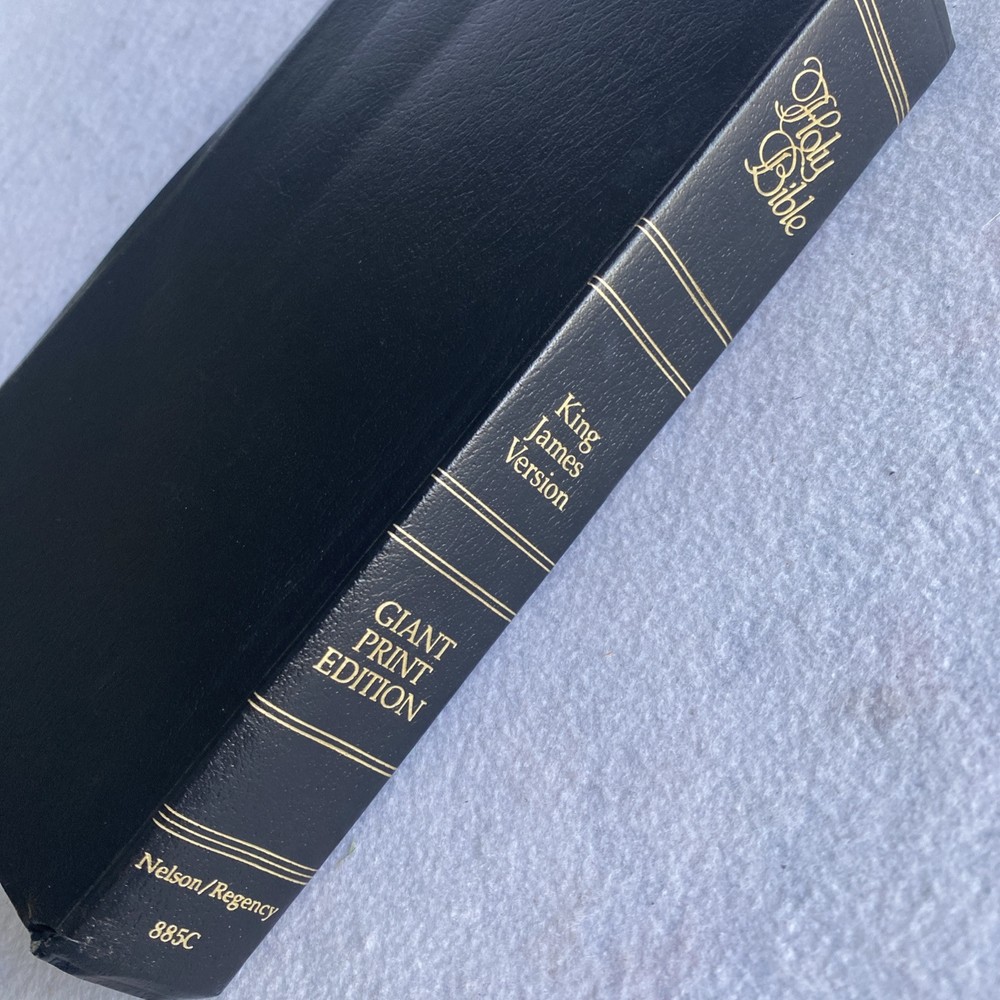 Holy
Bible
King
James
Version
GIANT
PRINT
EDITION
Nelson/Regency
885C